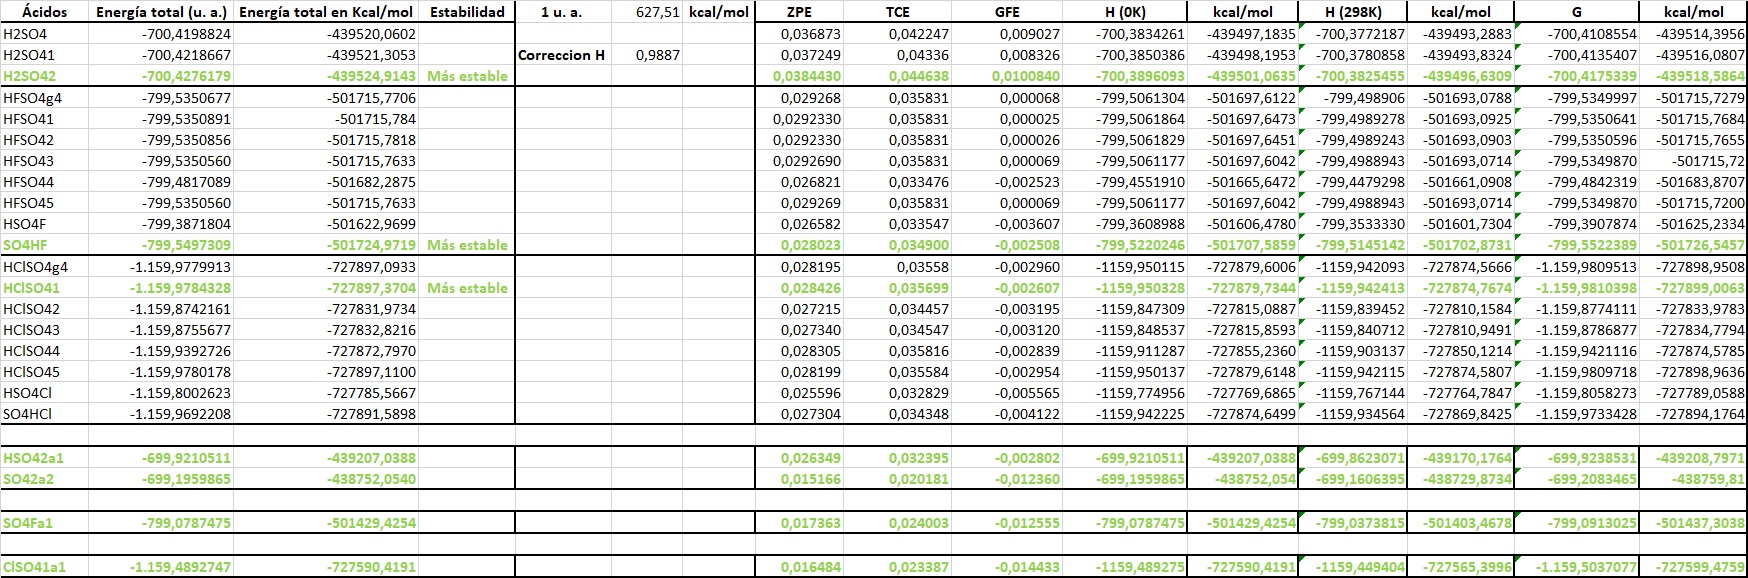 Ácidos Energía total (u. a.) Energía total en Kcal/mol Estabilidad 1 u. a. 627,51 kcal/mol ZPE TCE GFE H (0K) kcal/mol H (298K) kcal/mol G kcal/mol
H2SO4 -700,4198824 -439520,0602 0,036873 0,042247 0,009027 -700,3834261 -439497,1835 -700,3772187 -439493,2883 -700,4108554 -439514,3956
H2SO41 -700,4218667 -439521,3053 Correccion H 0,9887 0,037249 0,04336 0,008326 -700,3850386 -439498,1953 -700,3780858 -439493,8324 -700,4135407 -439516,0807
H2SO42 -700,4276179 -439524,9143 Más estable 0,0384430 0,044638 0,0100840 -700,3896093 -439501,0635 -700,3825455 -439496,6309 -700,4175339 -439518,5864
HFSO4g4 -799,5350677 -501715,7706 0,029268 0,035831 0,000068 -799,5061304 -501697,6122 -799,498906 -501693,0788 -799,5349997 -501715,7279
HFSO41 -799,5350891 -501715,784 0,0292330 0,035831 0,000025 -799,5061864 -501697,6473 -799,4989278 -501693,0925 -799,5350641 -501715,7684
HFSO42 -799,5350856 -501715,7818 0,0292330 0,035831 0,000026 -799,5061829 -501697,6451 -799,4989243 -501693,0903 -799,5350596 -501715,7655
HFSO43 -799,5350560 -501715,7633 0,0292690 0,035831 0,000069 -799,5061177 -501697,6042 -799,4988943 -501693,0714 -799,5349870 -501715,72
HFSO44 -799,4817089 -501682,2875 0,026821 0,033476 -0,002523 -799,4551910 -501665,6472 -799,4479298 -501661,0908 -799,4842319 -501683,8707
HFSO45 -799,5350560 -501715,7633 0,029269 0,035831 0,000069 -799,5061177 -501697,6042 -799,4988943 -501693,0714 -799,5349870 -501715,7200
HSO4F -799,3871804 -501622,9699 0,026582 0,033547 -0,003607 -799,3608988 -501606,4780 -799,3533330 -501601,7304 -799,3907874 -501625,2334
SO4HF -799,5497309 -501724,9719 Más estable 0,028023 0,034900 -0,002508 -799,5220246 -501707,5859 -799,5145142 -501702,8731 -799,5522389 -501726,5457
HClSO4g4 -1.159,9779913 -727897,0933 0,028195 0,03558 -0,002960 -1159,950115 -727879,6006 -1159,942093 -727874,5666 -1.159,9809513 -727898,9508
HClSO41 -1.159,9784328 -727897,3704 Más estable 0,028426 0,035699 -0,002607 -1159,950328 -727879,7344 -1159,942413 -727874,7674 -1.159,9810398 -727899,0063
HClSO42 -1.159,8742161 -727831,9734 0,027215 0,034457 -0,003195 -1159,847309 -727815,0887 -1159,839452 -727810,1584 -1.159,8774111 -727833,9783
HClSO43 -1.159,8755677 -727832,8216 0,027340 0,034547 -0,003120 -1159,848537 -727815,8593 -1159,840712 -727810,9491 -1.159,8786877 -727834,7794
HClSO44 -1.159,9392726 -727872,7970 0,028305 0,035816 -0,002839 -1159,911287 -727855,2360 -1159,903137 -727850,1214 -1.159,9421116 -727874,5785
HClSO45 -1.159,9780178 -727897,1100 0,028199 0,035584 -0,002954 -1159,950137 -727879,6148 -1159,942115 -727874,5807 -1.159,9809718 -727898,9636
HSO4Cl -1.159,8002623 -727785,5667 0,025596 0,032829 -0,005565 -1159,774956 -727769,6865 -1159,767144 -727764,7847 -1.159,8058273 -727789,0588
SO4HCl -1.159,9692208 -727891,5898 0,027304 0,034348 -0,004122 -1159,942225 -727874,6499 -1159,934564 -727869,8425 -1.159,9733428 -727894,1764
HSO42a1 -699,9210511 -439207,0388 0,026349 0,032395 -0,002802 -699,9210511 -439207,0388 -699,8623071 -439170,1764 -699,9238531 -439208,7971
SO42a2 -699,1959865 -438752,0540 0,015166 0,020181 -0,012360 -699,1959865 -438752,054 -699,1606395 -438729,8734 -699,2083465 -438759,81
SO4Fa1 -799,0787475 -501429,4254 0,017363 0,024003 -0,012555 -799,0787475 -501429,4254 -799,0373815 -501403,4678 -799,0913025 -501437,3038
ClSO41a1 -1.159,4892747 -727590,4191 0,016484 0,023387 -0,014433 -1159,489275 -727590,4191 -1159,449404 -727565,3996 -1.159,5037077 -727599,4759